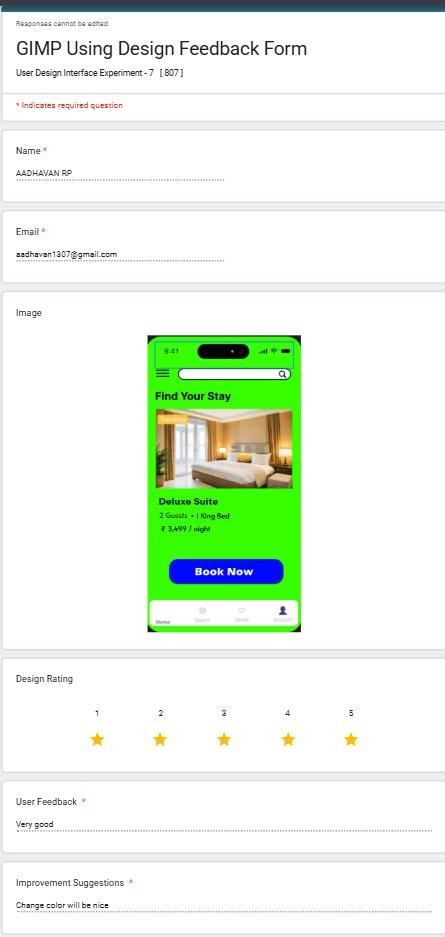 Responses cannot be edited
GIMP Using Design Feedback Form
User Design Interface Experiment - 7 [ 807 ]
* Indicates required question
Name *
AADHAVAN RP
Email *
aadhavan1307@gmail.com
Image
9:41
Find Your Stay
Deluxe Suite
2 Guests • 1 King Bed
₹ 3,499 / night
Book Now
Home Search Saved Account
Design Rating
1 2 3 4 5
User Feedback *
Very good
Improvement Suggestions *
Change color will be nice